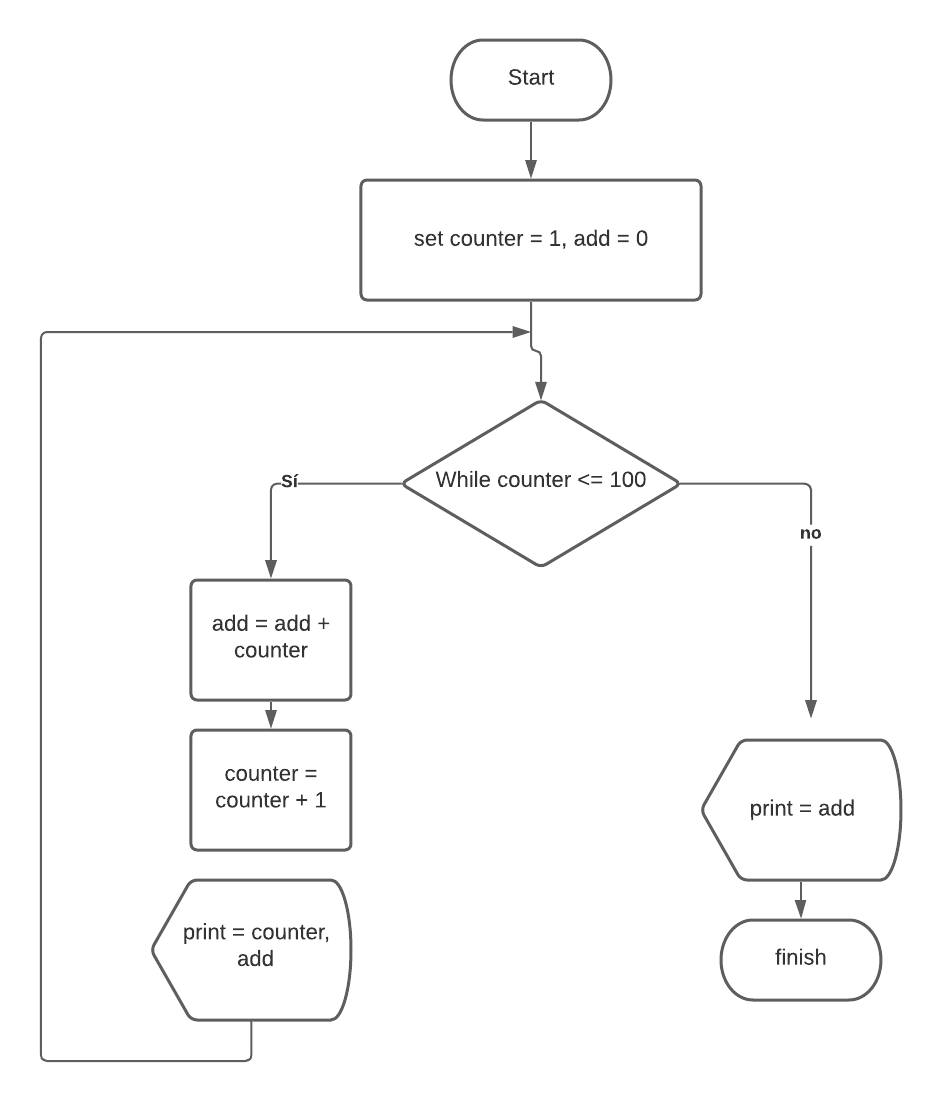 Start
set counter = 1, add = 0
While counter <= 100
Sí
no
add = add +
counter
counter =
counter + 1
print = counter,
add
print = add
finish